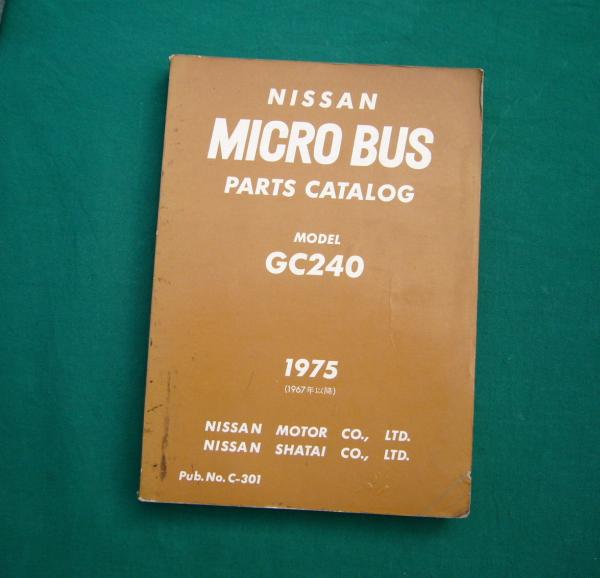 NISSAN
MICRO BUS
PARTS CATALOG
MODEL
GC240
1975
(1967年以降)
NISSAN MOTOR CO., LTD.
NISSAN SHATAI CO., LTD.
Pub. No. C-301